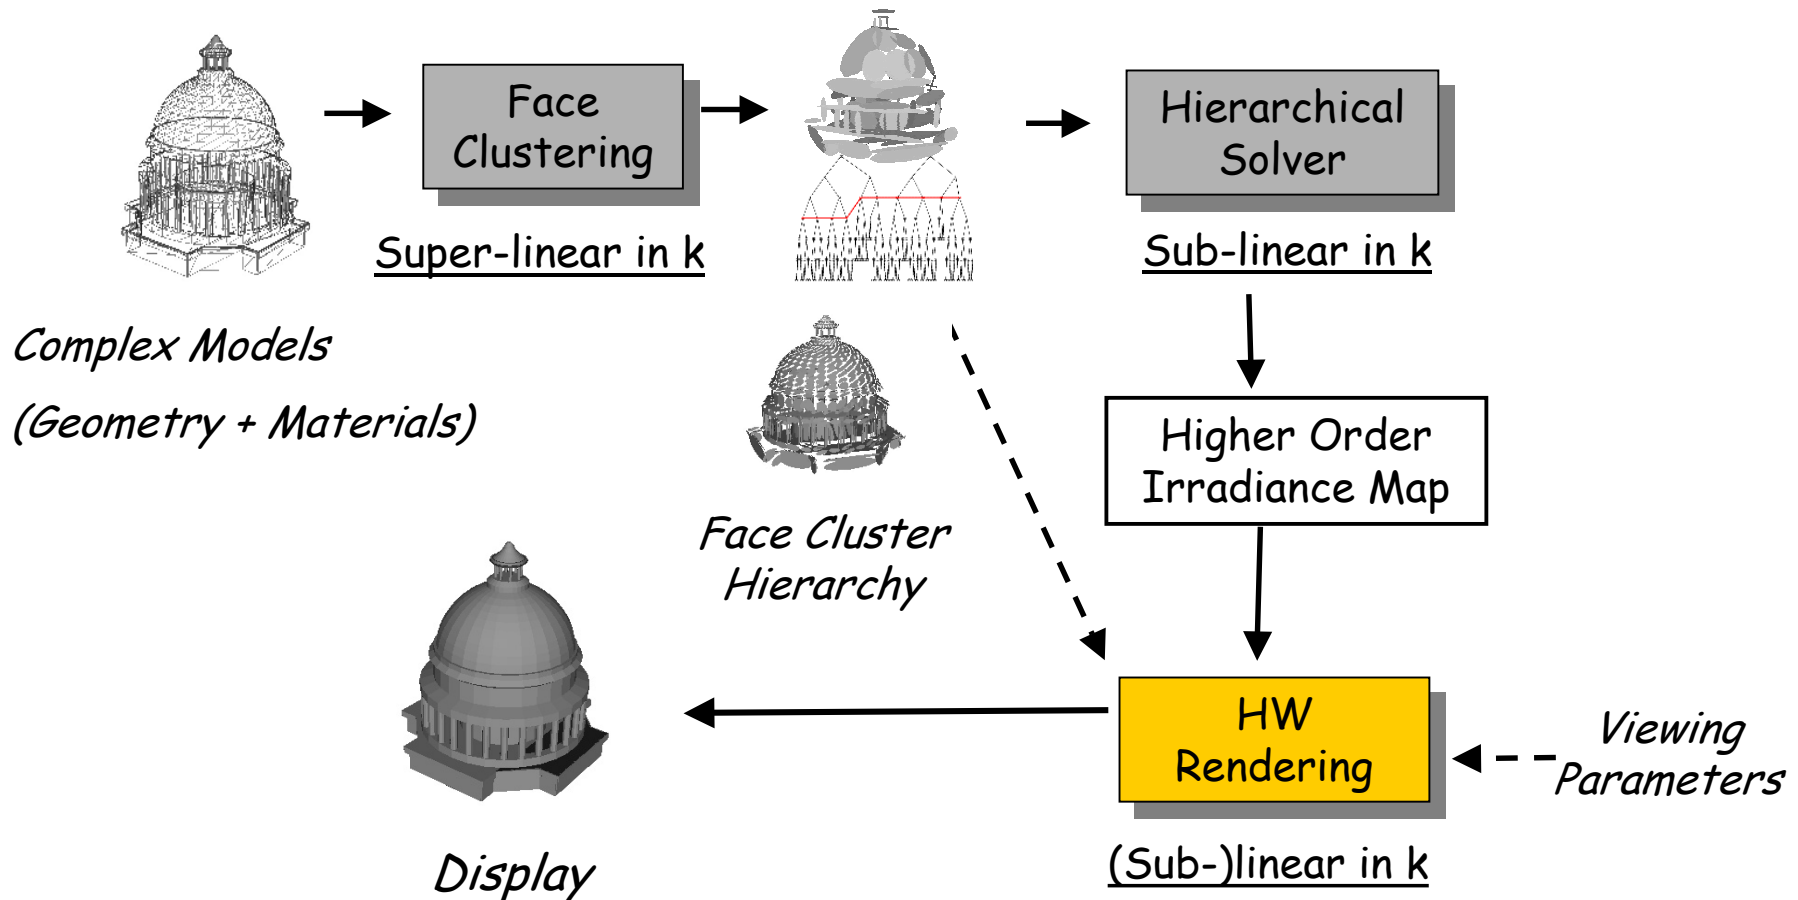 Face
Clustering
Super-linear in k
Hierarchical
Solver
Sub-linear in k
Complex Models
(Geometry + Materials)
Face Cluster
Hierarchy
Higher Order
Irradiance Map
HW
Rendering
(Sub-)linear in k
Viewing
Parameters
Display